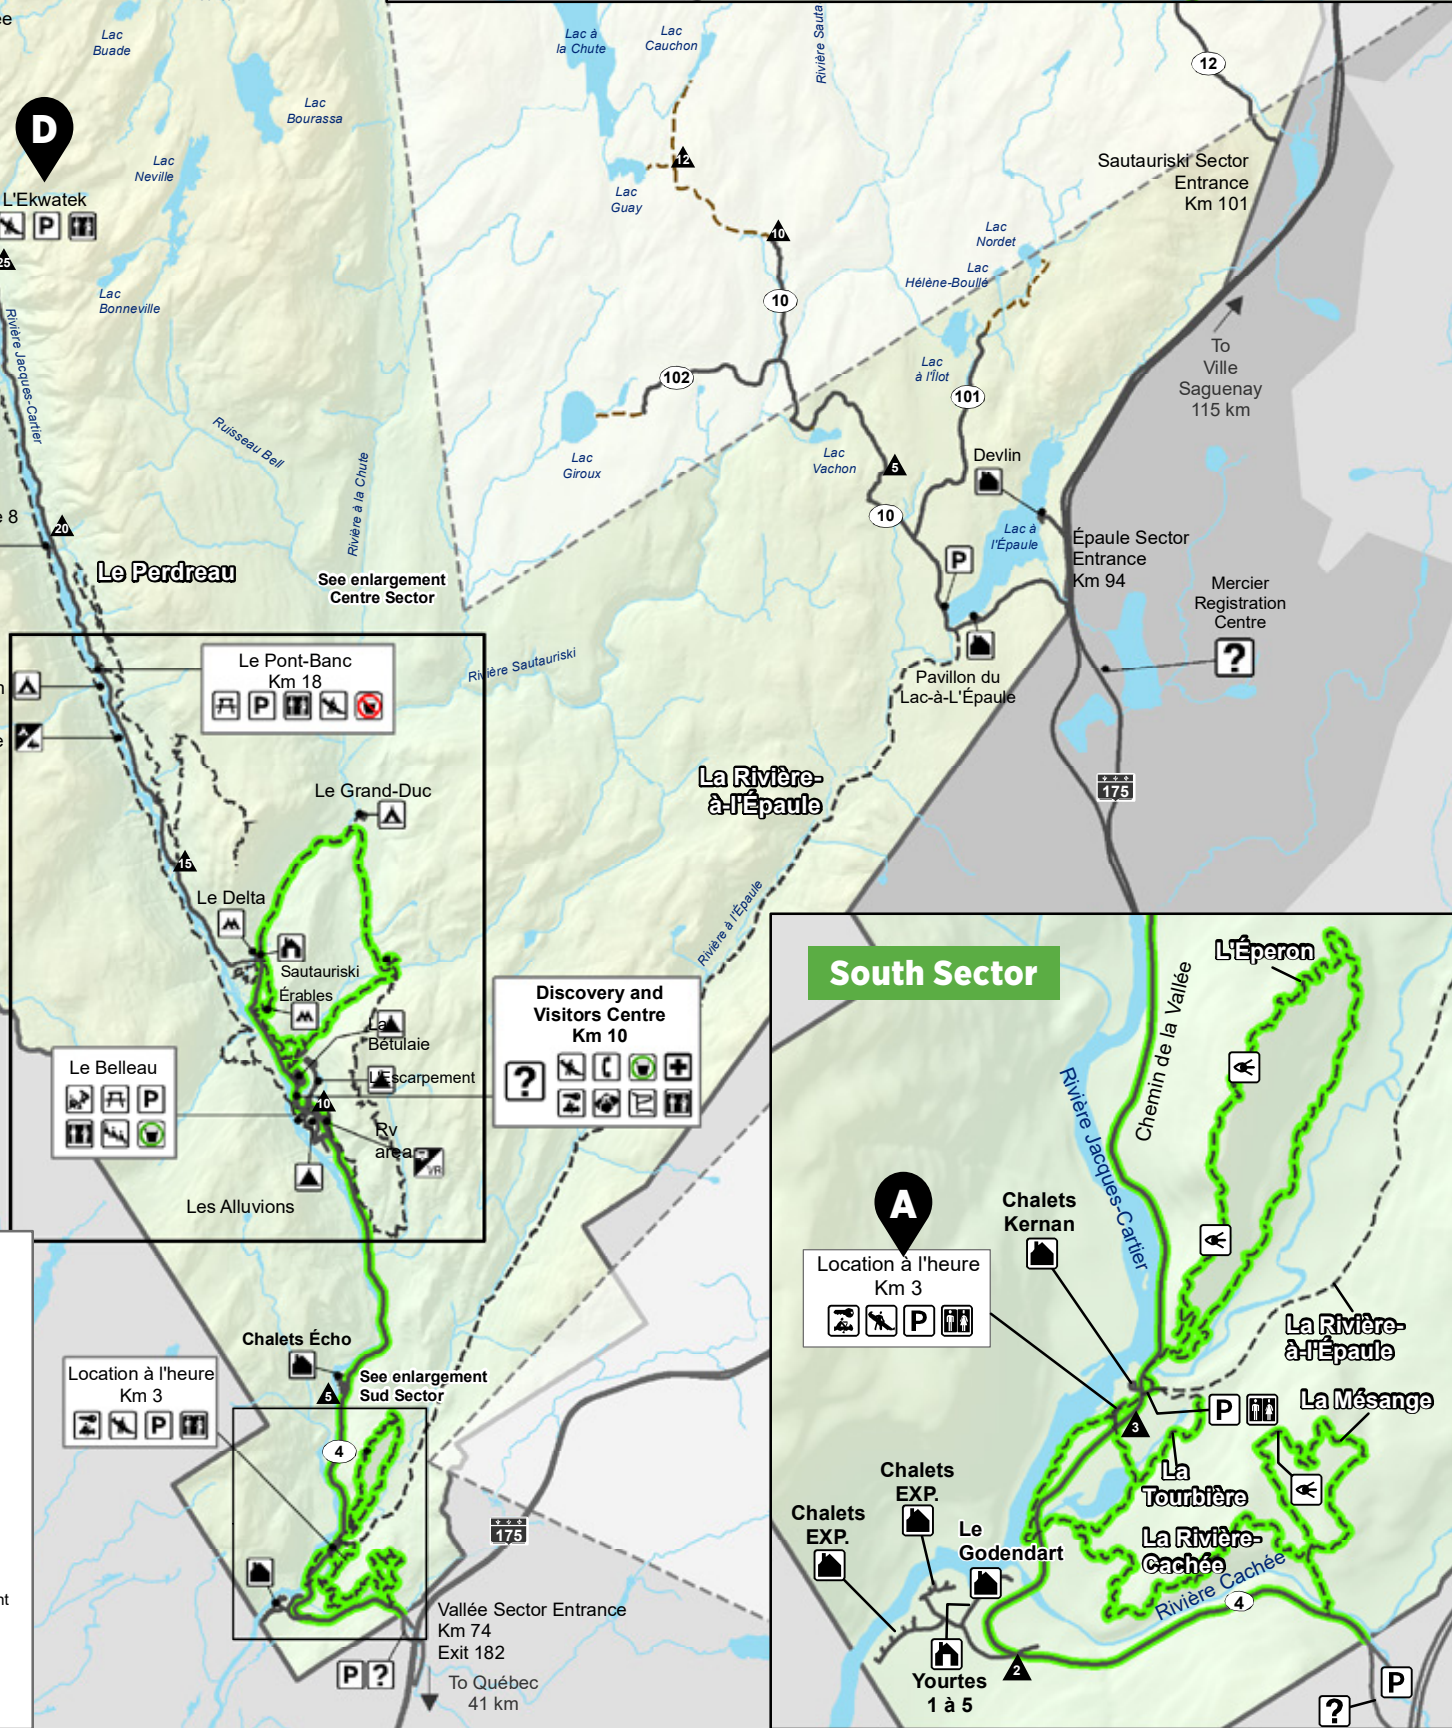 Lac
Buade
Lac
Bourassa
Lac
Neville
D
L'Ekwatek
P
25
Lac
Bonneville
Rivière Jacques-Cartier
Ruisseau Bell
Rivière à la Chute
e 8
20
Le Perdreau
See enlargement
Centre Sector
Lac à
la Chute
Lac
Cauchon
Rivière Sauta
12
Lac
Guay
10
10
102
Lac
Giroux
Lac
Vachon
5
10
Lac
Nordet
Lac
Hélène-Boullé
Lac
à l'Îlot
101
Devlin
Lac à
l'Épaule
P
Pavillon du
Lac-à-L'Épaule
12
Sautauriski Sector
Entrance
Km 101
To
Ville
Saguenay
115 km
Épaule Sector
Entrance
Km 94
Mercier
Registration
Centre
?
175
Rivière Sautauriski
La Rivière-
à-l'Épaule
Rivière à l'Épaule
Le Pont-Banc
Km 18
P
Le Grand-Duc
15
Le Delta
Sautauriski
Érables
La
Bétulaie
L'Escarpement
Le Belleau
P
10
Rv
area
VR
Les Alluvions
Discovery and
Visitors Centre
Km 10
?
Chalets Écho
5
See enlargement
Sud Sector
Location à l'heure
Km 3
P
4
175
Vallée Sector Entrance
Km 74
Exit 182
P ?
To Québec
41 km
nt
South Sector
L'Éperon
Chemin de la Vallée
Rivière Jacques-Cartier
A
Location à l'heure
Km 3
P
Chalets
Kernan
La Rivière-
à-l'Épaule
P
3
La Mésange
La
Tourbière
La Rivière-
Cachée
Rivière Cachée
4
Chalets
EXP.
Chalets
EXP.
Le
Godendart
Yourtes
1 à 5
2
P
?